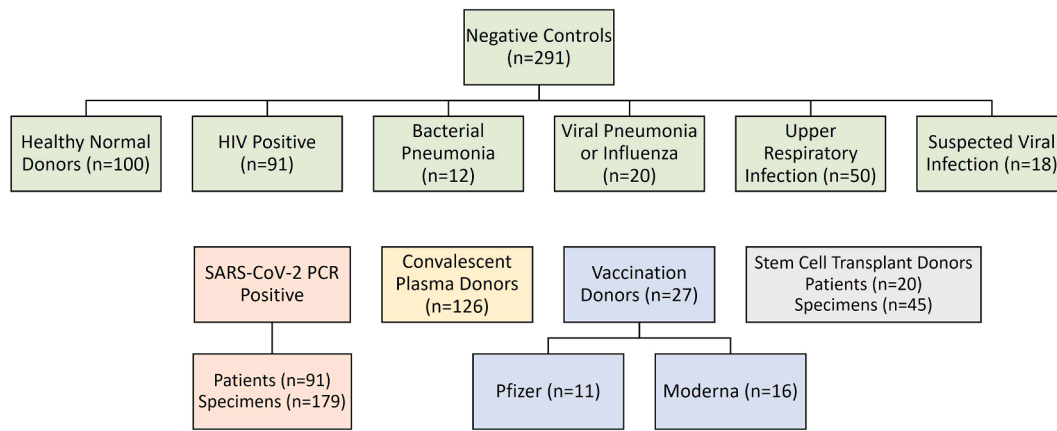 Negative Controls
(n=291)
Healthy Normal
Donors (n=100)
HIV Positive
(n=91)
Bacterial
Pneumonia
(n=12)
Viral Pneumonia
or Influenza
(n=20)
Upper
Respiratory
Infection (n=50)
Suspected Viral
Infection (n=18)
SARS-CoV-2 PCR
Positive
Convalescent
Plasma Donors
(n=126)
Vaccination
Donors (n=27)
Stem Cell Transplant Donors
Patients (n=20)
Specimens (n=45)
Patients (n=91)
Specimens (n=179)
Pfizer (n=11)
Moderna (n=16)